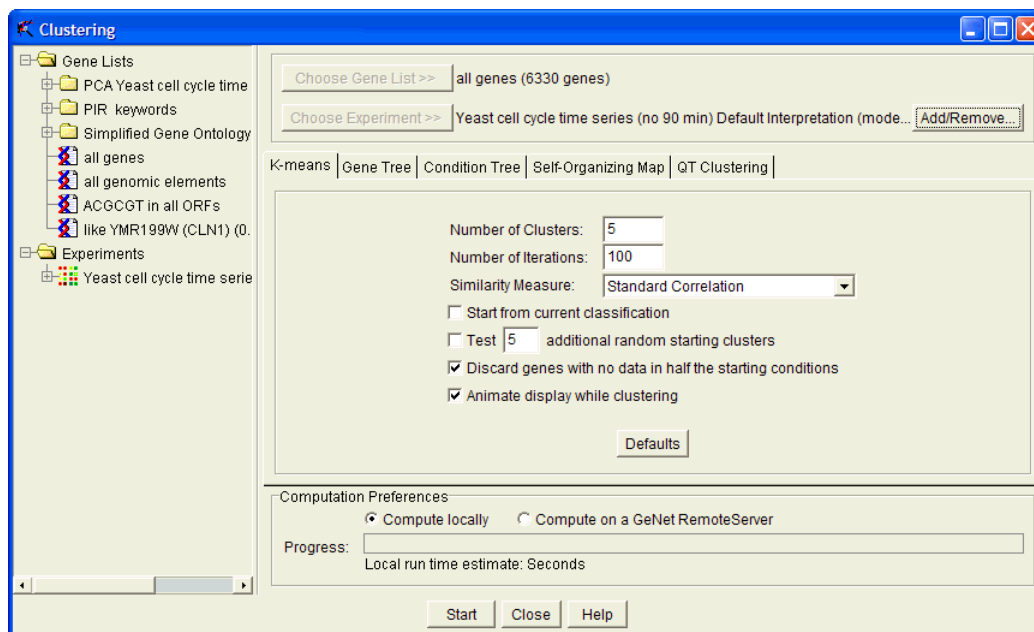 Clustering
Gene Lists
PCA Yeast cell cycle time
PIR keywords
Simplified Gene Ontology
all genes
all genomic elements
ACGCGT in all ORFs
like YMR199W (CLN1) (0.
Experiments
Yeast cell cycle time serie
Choose Gene List >> all genes (6330 genes)
Choose Experiment >> Yeast cell cycle time series (no 90 min) Default Interpretation (mode... Add/Remove...
K-means Gene Tree Condition Tree Self-Organizing Map QT Clustering
Number of Clusters: 5
Number of Iterations: 100
Similarity Measure: Standard Correlation
Start from current classification
Test 5 additional random starting clusters
Discard genes with no data in half the starting conditions
Animate display while clustering
Defaults
Computation Preferences
Compute locally Compute on a GeNet RemoteServer
Progress:
Local run time estimate: Seconds
Start Close Help